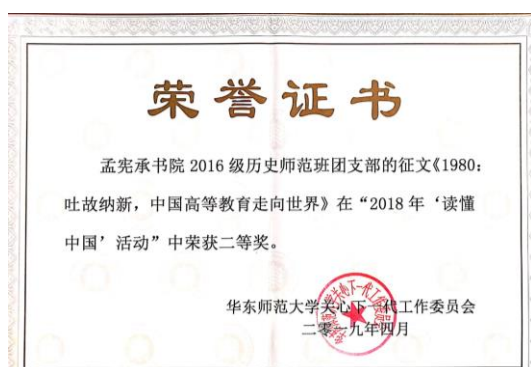 荣誉证书
孟宪承书院 2016 级历史师范班团支部的征文《1980：
吐故纳新，中国高等教育走向世界》在“2018 年‘读懂
中国’活动”中荣获二等奖。
华东师范大学关心下一代工作委员会
二零一九年四月